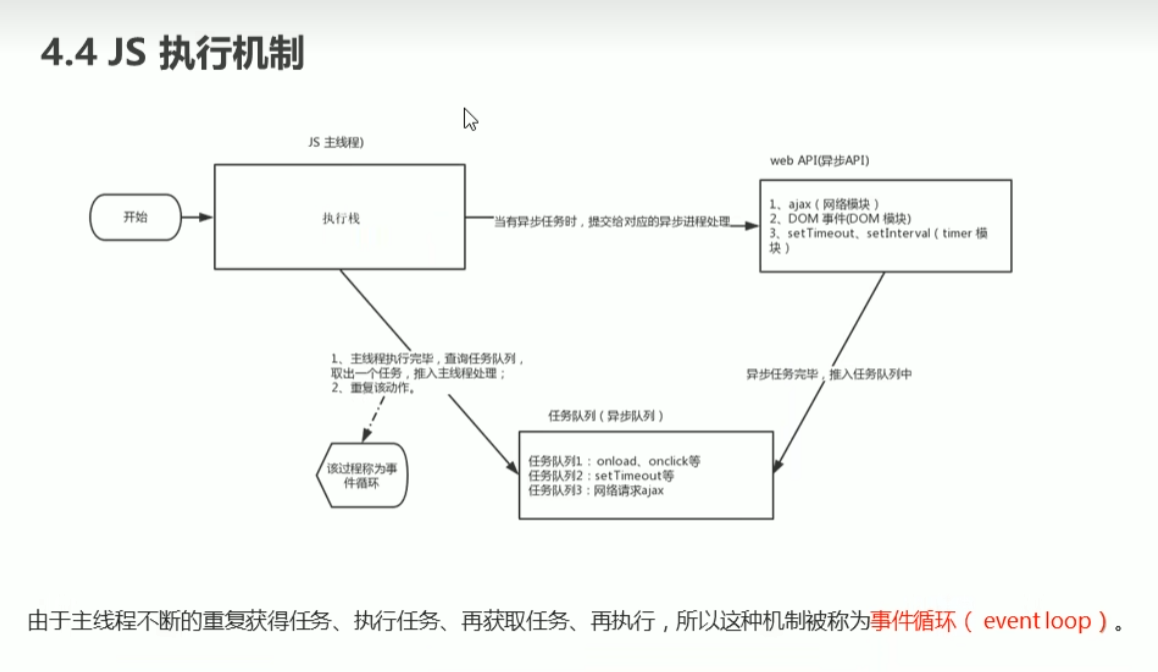 4.4 JS 执行机制
JS 主线程)
web API(异步API)
开始
执行栈
当有异步任务时，提交给对应的异步进程处理
1、ajax（网络模块）
2、DOM 事件(DOM 模块)
3、setTimeout、setInterval（timer 模
块）
1、主线程执行完毕，查询任务队列，
取出一个任务，推入主线程处理；
2、重复该动作。
异步任务完毕，推入任务队列中
任务队列（异步队列）
该过程称为事
件循环
任务队列1：onload、onclick等
任务队列2：setTimeout等
任务队列3：网络请求ajax
由于主线程不断的重复获得任务、执行任务、再获取任务、再执行，所以这种机制被称为事件循环（ event loop）。